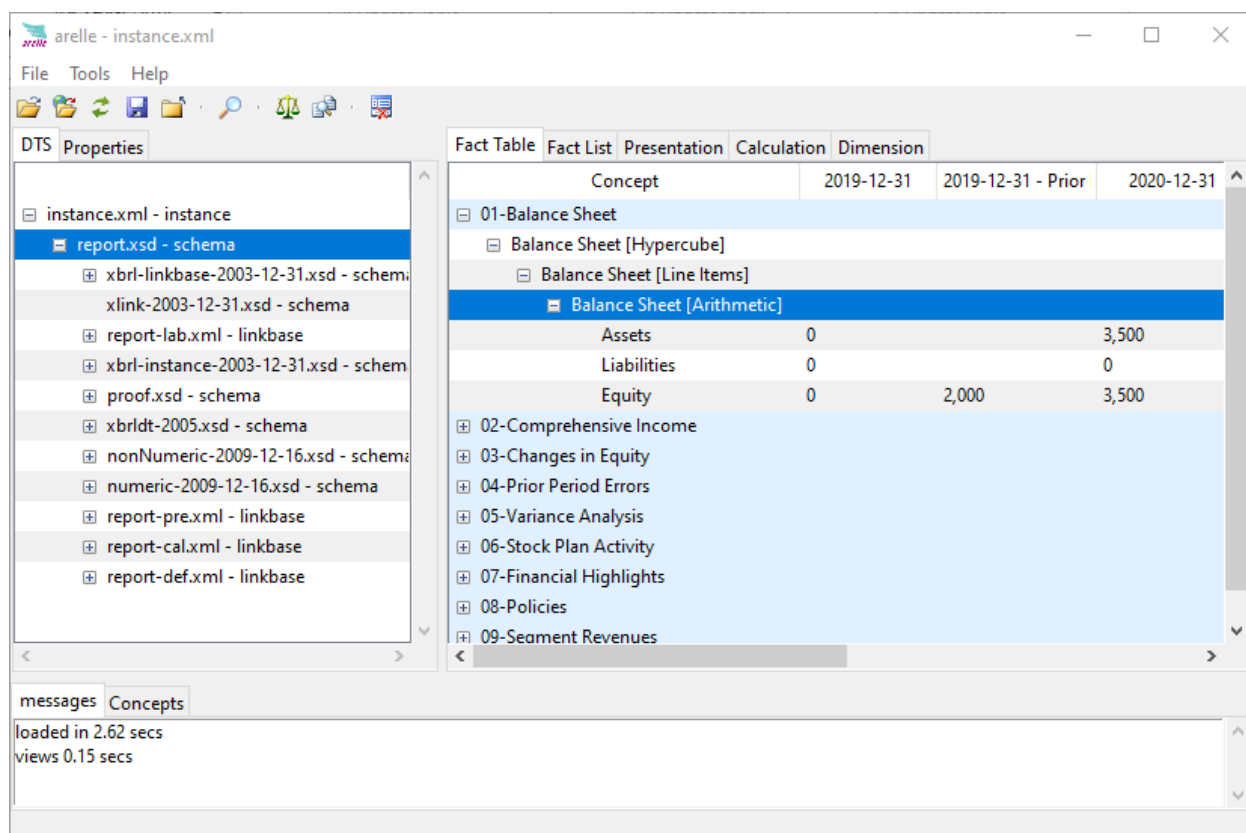 arelle arelle - instance.xml
File Tools Help
DTS Properties
instance.xml - instance
report.xsd - schema
xbrl-linkbase-2003-12-31.xsd - schema
xlink-2003-12-31.xsd - schema
report-lab.xml - linkbase
xbrl-instance-2003-12-31.xsd - schem
proof.xsd - schema
xbrldt-2005.xsd - schema
nonNumeric-2009-12-16.xsd - schema
numeric-2009-12-16.xsd - schema
report-pre.xml - linkbase
report-cal.xml - linkbase
report-def.xml - linkbase
Fact Table Fact List Presentation Calculation Dimension
Concept 2019-12-31 2019-12-31 - Prior 2020-12-31
01-Balance Sheet
Balance Sheet [Hypercube]
Balance Sheet [Line Items]
Balance Sheet [Arithmetic]
Assets 0 3,500
Liabilities 0 0
Equity 0 2,000 3,500
02-Comprehensive Income
03-Changes in Equity
04-Prior Period Errors
05-Variance Analysis
06-Stock Plan Activity
07-Financial Highlights
08-Policies
09-Segment Revenues
messages Concepts
loaded in 2.62 secs
views 0.15 secs